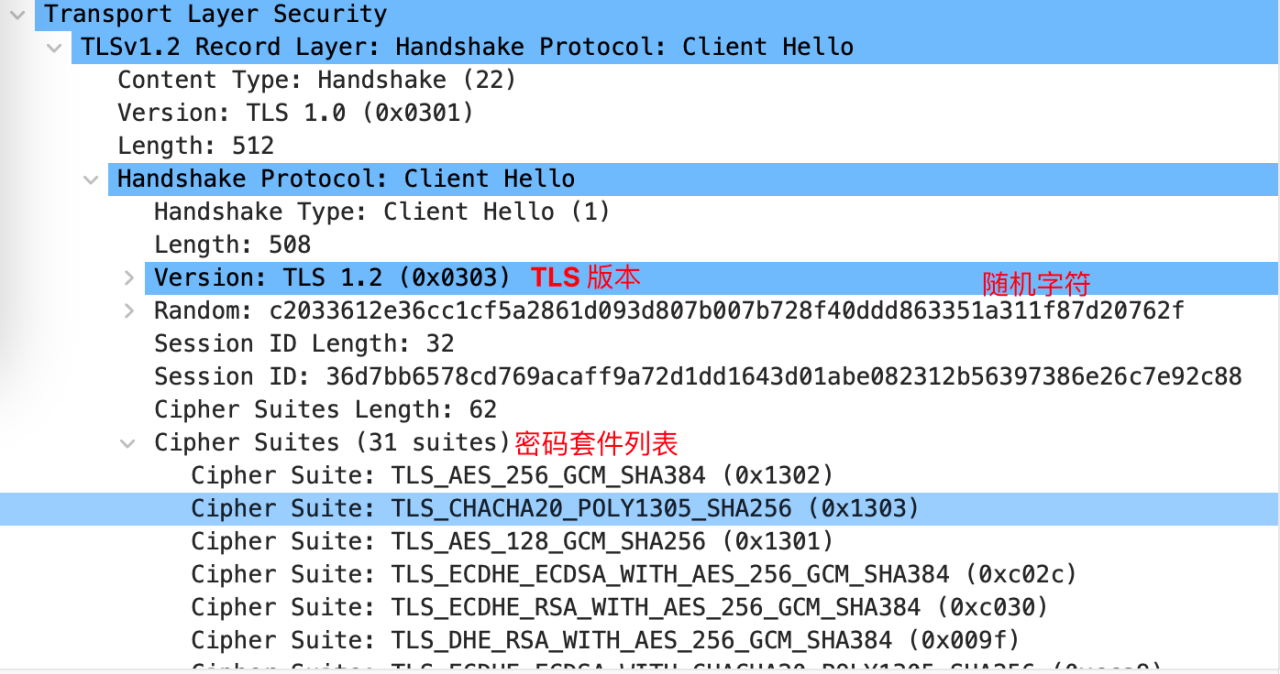 Transport Layer Security
TLSv1.2 Record Layer: Handshake Protocol: Client Hello
Content Type: Handshake (22)
Version: TLS 1.0 (0x0301)
Length: 512
Handshake Protocol: Client Hello
Handshake Type: Client Hello (1)
Length: 508
Version: TLS 1.2 (0x0303) TLS 版本 随机字符
Random: c2033612e36cc1cf5a2861d093d807b007b728f40ddd863351a311f87d20762f
Session ID Length: 32
Session ID: 36d7bb6578cd769acaff9a72d1dd1643d01abe082312b56397386e26c7e92c88
Cipher Suites Length: 62
Cipher Suites (31 suites) 密码套件列表
Cipher Suite: TLS_AES_256_GCM_SHA384 (0x1302)
Cipher Suite: TLS_CHACHA20_POLY1305_SHA256 (0x1303)
Cipher Suite: TLS_AES_128_GCM_SHA256 (0x1301)
Cipher Suite: TLS_ECDHE_ECDSA_WITH_AES_256_GCM_SHA384 (0xc02c)
Cipher Suite: TLS_ECDHE_RSA_WITH_AES_256_GCM_SHA384 (0xc030)
Cipher Suite: TLS_DHE_RSA_WITH_AES_256_GCM_SHA384 (0x009f)